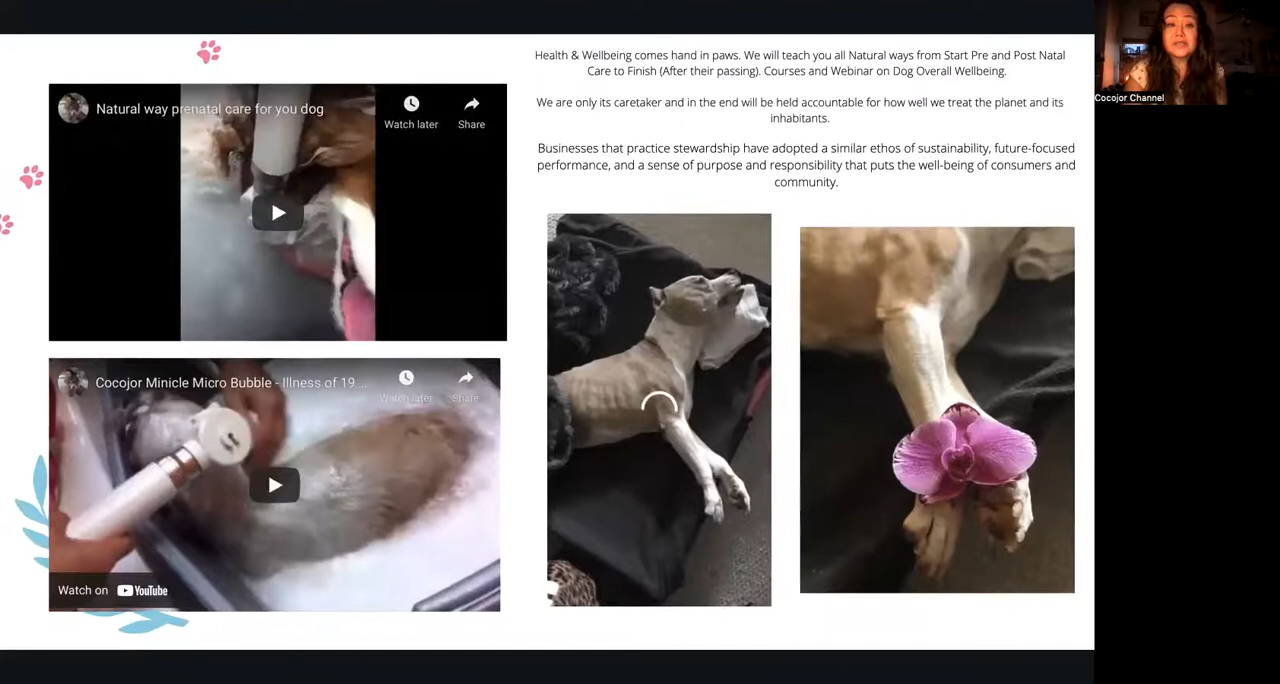 Natural way prenatal care for you dog
Watch later
Share
Cocojor Minicle Micro Bubble - Illness of 19 ...
Watch later
Share
Watch on YouTube
Health & Wellbeing comes hand in paws. We will teach you all Natural ways from Start Pre and Post Natal
Care to Finish (After their passing). Courses and Webinar on Dog Overall Wellbeing.
We are only its caretaker and in the end will be held accountable for how well we treat the planet and its
inhabitants.
Businesses that practice stewardship have adopted a similar ethos of sustainability, future-focused
performance, and a sense of purpose and responsibility that puts the well-being of consumers and
community.
Cocojor Channel